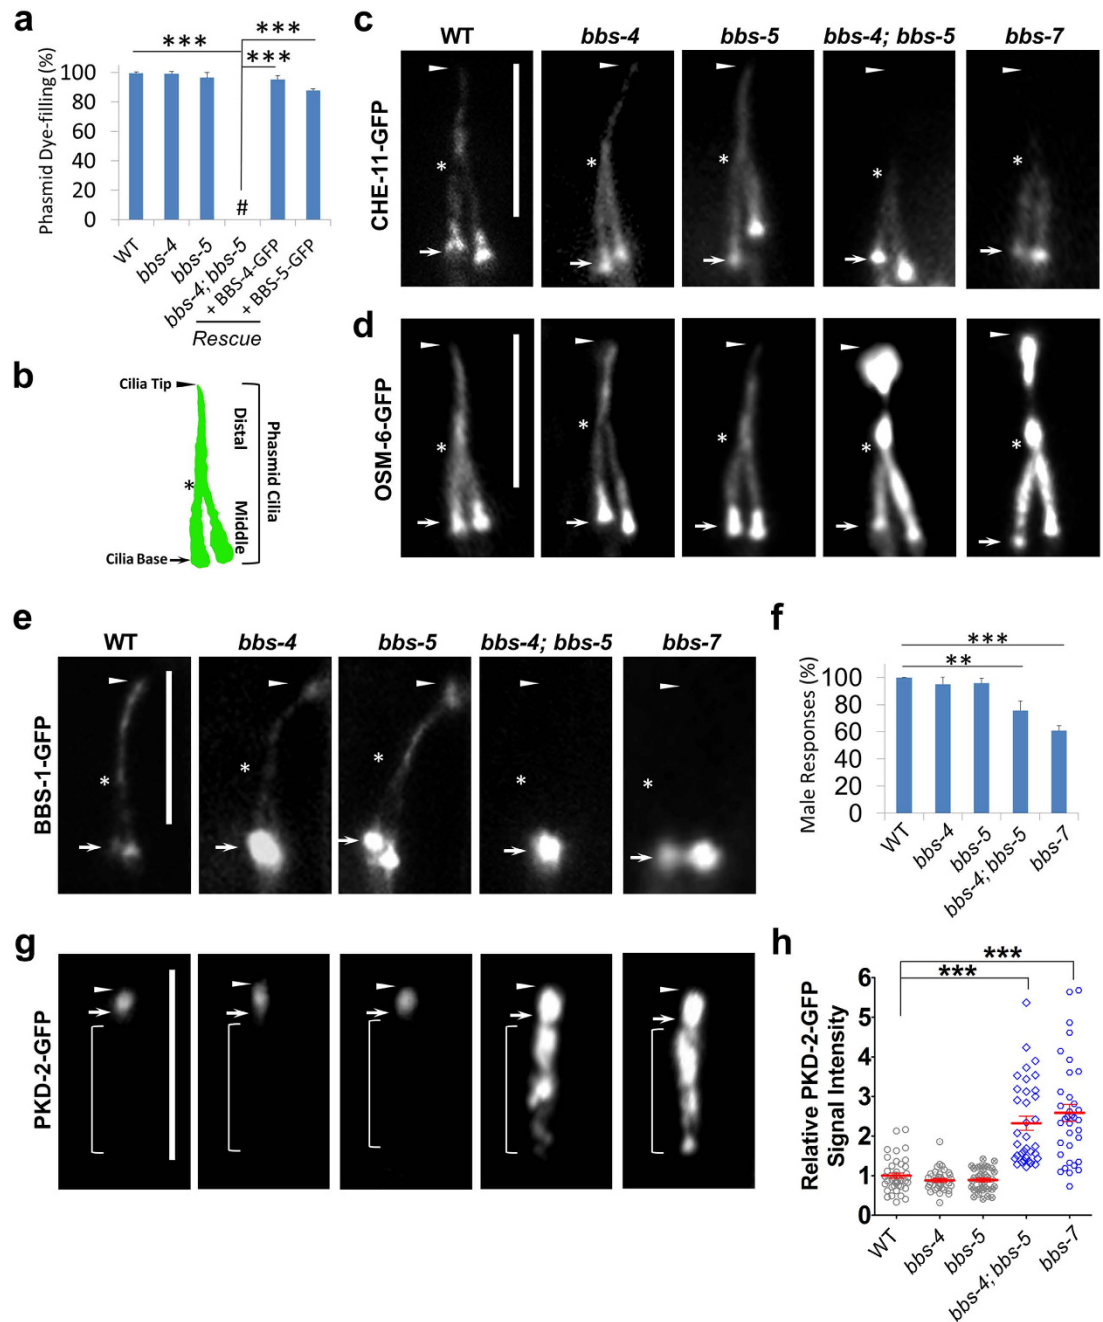 a
Phasmid Dye-filling (%)
100
80
60
40
20
0
***
***
***
#
WT
bbs-4
bbs-5
bbs-4; bbs-5
+ BBS-4-GFP
+ BBS-5-GFP
Rescue
b
Cilia Tip
Distal
*
Middle
Cilia Base
Phasmid Cilia
c
WT
bbs-4
bbs-5
bbs-4; bbs-5
bbs-7
CHE-11-GFP
*
*
*
*
*
d
OSM-6-GFP
*
*
*
*
*
e
WT
bbs-4
bbs-5
bbs-4; bbs-5
bbs-7
BBS-1-GFP
*
*
*
*
*
f
Male Responses (%)
100
80
60
40
20
0
***
**
WT
bbs-4
bbs-5
bbs-4; bbs-5
bbs-7
g
PKD-2-GFP
h
Relative PKD-2-GFP
Signal Intensity
6
5
4
3
2
1
0
***
***
WT
bbs-4
bbs-5
bbs-4; bbs-5
bbs-7